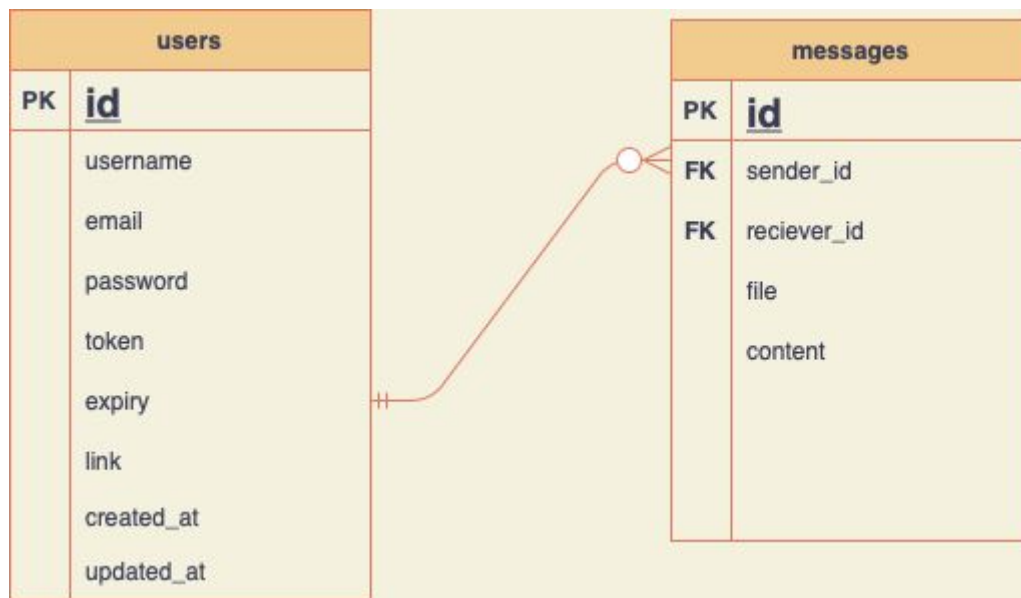 users
PK id
username
email
password
token
expiry
link
created_at
updated_at
messages
PK id
FK sender_id
FK reciever_id
file
content